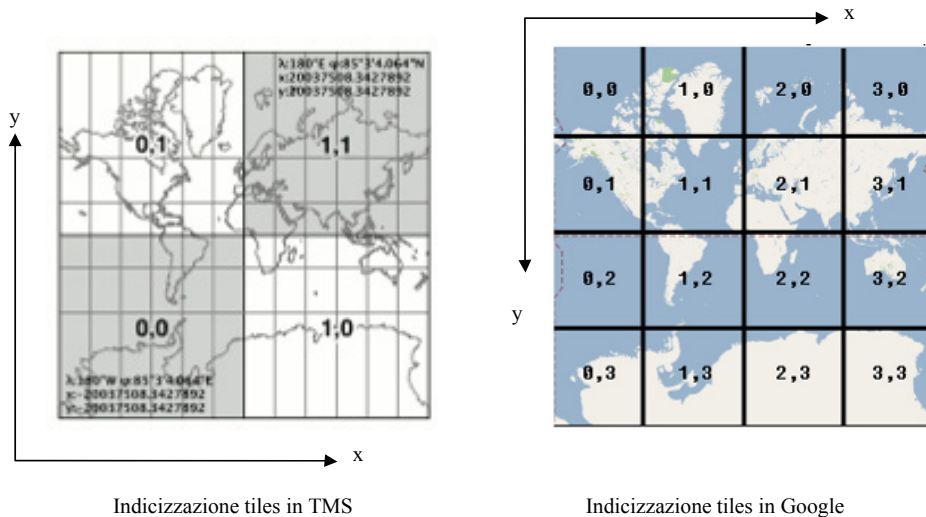 x
λ:180°E φ:85°3'4.064"N
x:20037508.3427892
y:20037508.3427892
y
0,1 1,1
0,0 1,0
λ:180°W φ:85°3'4.064"E
x:-20037508.3427892
y:-20037508.3427892
x
0,0 1,0 2,0 3,0
0,1 1,1 2,1 3,1
0,2 1,2 2,2 3,2
y
0,3 1,3 2,3 3,3
Indicizzazione tiles in TMS
Indicizzazione tiles in Google